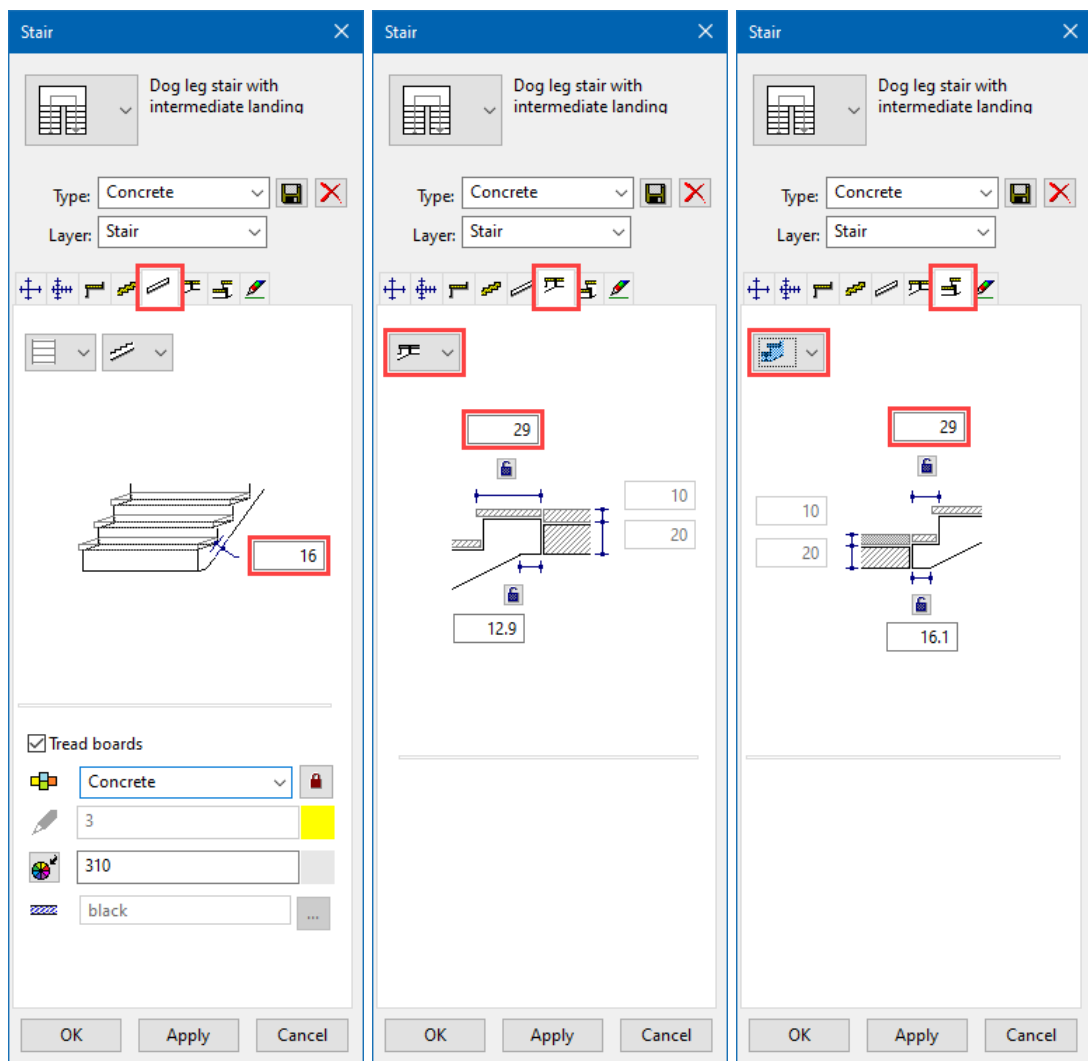 Stair
Dog leg stair with
intermediate landing
Type: Concrete
Layer: Stair
16
Tread boards
Concrete
3
310
black
...
OK Apply Cancel
Stair
Dog leg stair with
intermediate landing
Type: Concrete
Layer: Stair
29
10
20
12.9
OK Apply Cancel
Stair
Dog leg stair with
intermediate landing
Type: Concrete
Layer: Stair
29
10
20
16.1
OK Apply Cancel